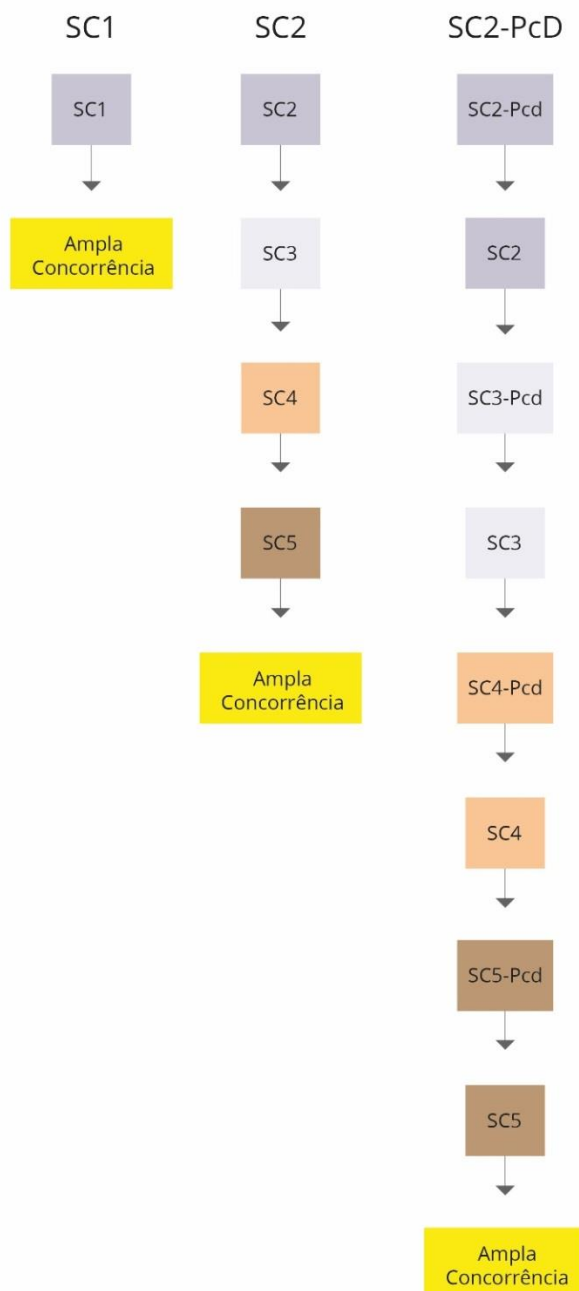 SC1
SC2
SC2-PcD
SC1
Ampla
Concorrência
SC2
SC3
SC4
SC5
Ampla
Concorrência
SC2-Pcd
SC2
SC3-Pcd
SC3
SC4-Pcd
SC4
SC5-Pcd
SC5
Ampla
Concorrência